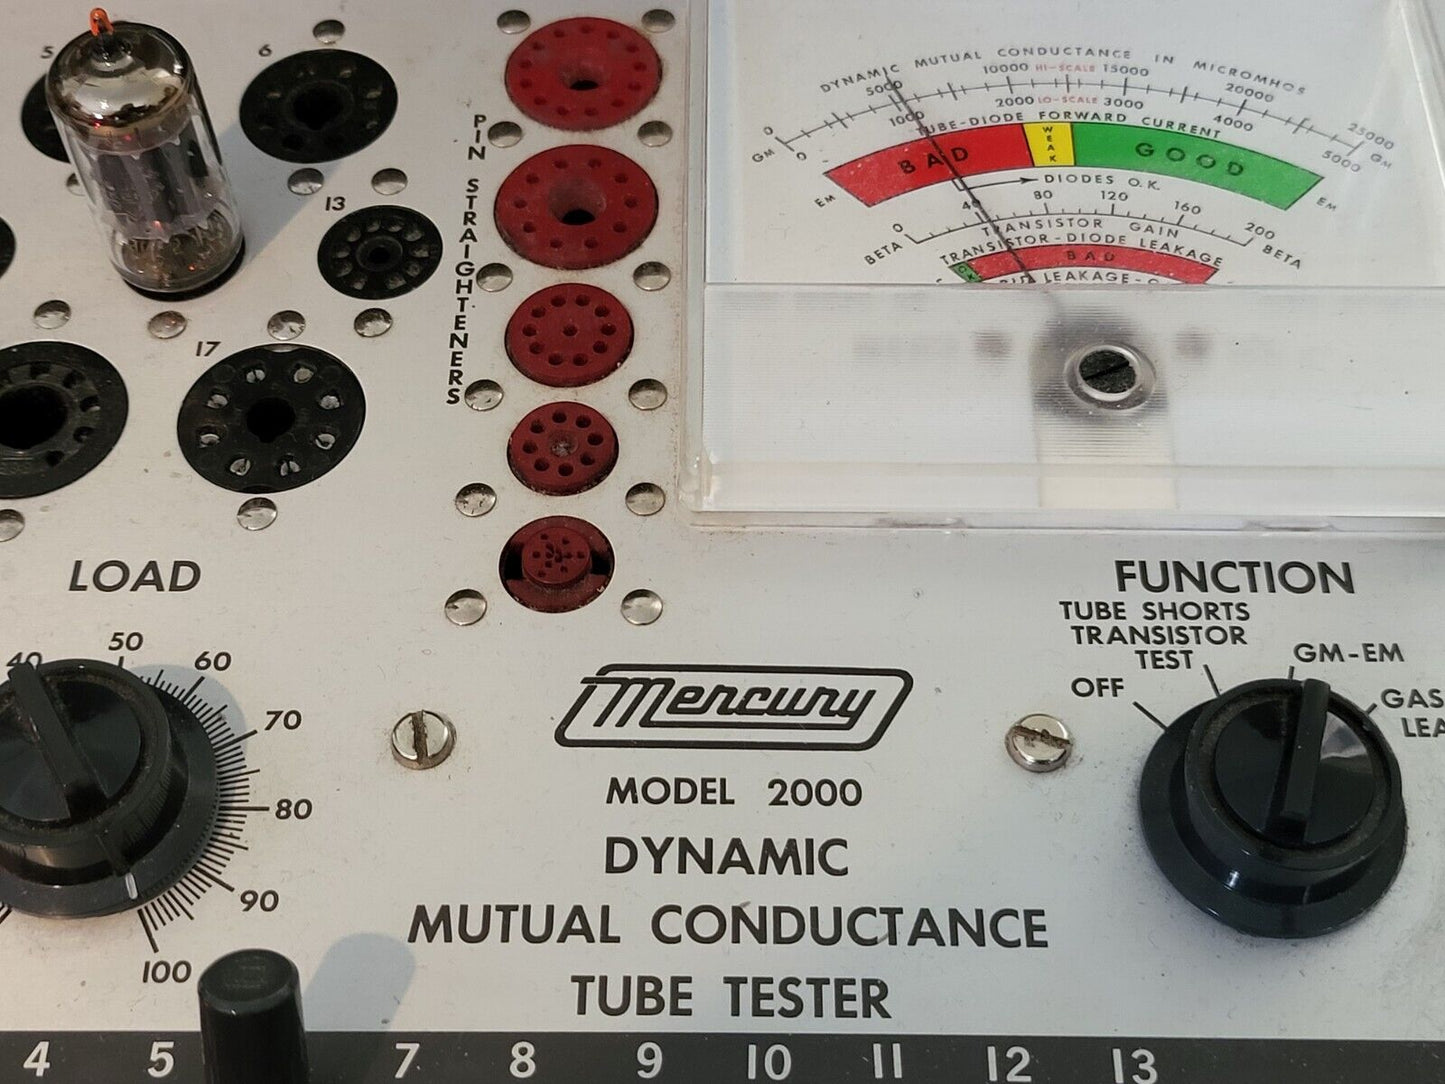 5
6
13
17
PIN STRAIGHTENERS
DYNAMIC MUTUAL CONDUCTANCE IN MICROMHOS
0 5000 10000 HI-SCALE 15000 20000 25000
GM 0 1000 2000 LO-SCALE 3000 4000 5000 GM
TUBE-DIODE FORWARD CURRENT
BAD WEAK GOOD
EM DIODES O.K. EM
0 40 80 120 160 200
BETA TRANSISTOR GAIN BETA
TRANSISTOR-DIODE LEAKAGE
BAD
LEAKAGE-
LOAD
40 50 60 70 80 90 100
FUNCTION
TUBE SHORTS
TRANSISTOR
TEST
OFF
GM-EM
GAS
LEA
Mercury
MODEL 2000
DYNAMIC
MUTUAL CONDUCTANCE
TUBE TESTER
4 5 7 8 9 10 11 12 13